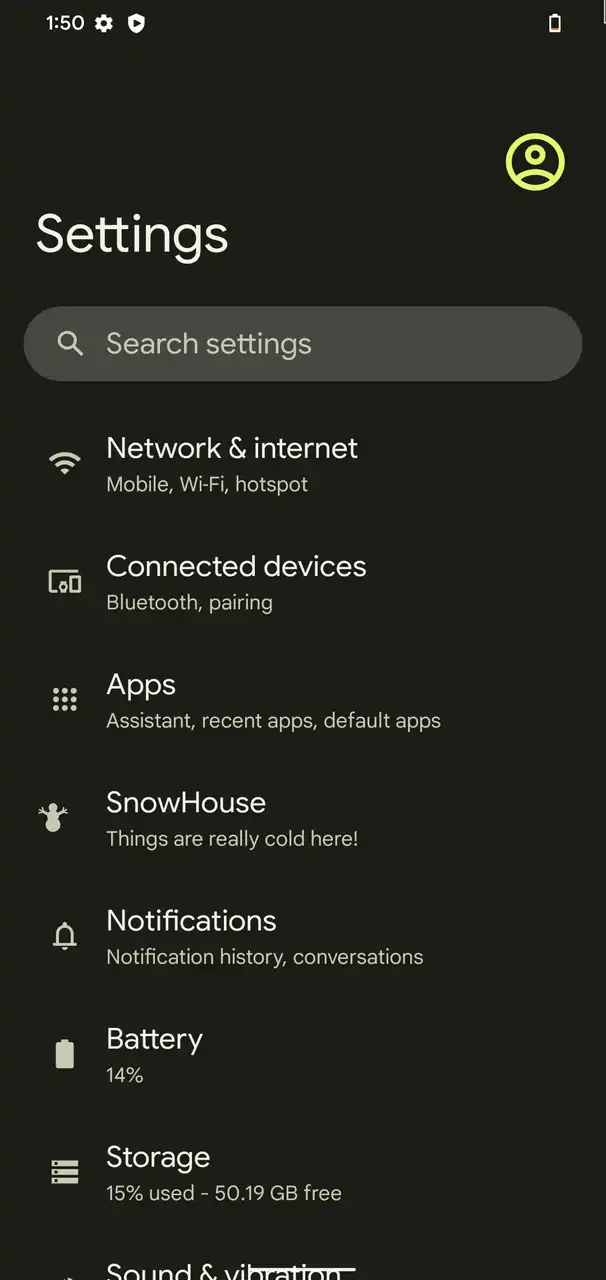 1:50
Settings
Search settings
Network & internet
Mobile, Wi-Fi, hotspot
Connected devices
Bluetooth, pairing
Apps
Assistant, recent apps, default apps
SnowHouse
Things are really cold here!
Notifications
Notification history, conversations
Battery
14%
Storage
15% used - 50.19 GB free
Sound & vibration